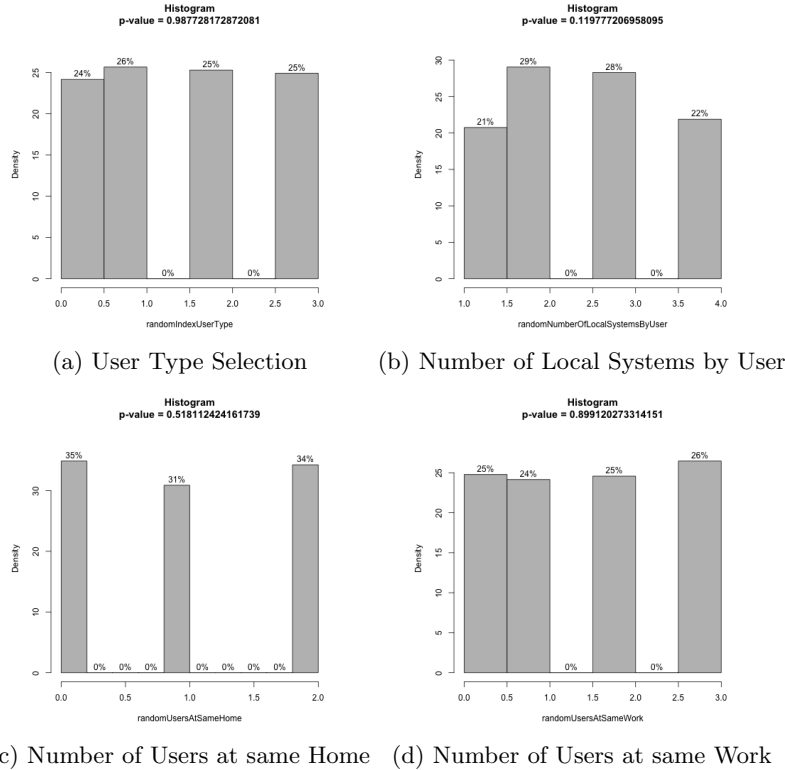 Histogram
p-value = 0.987728172872081
Density
0
5
10
15
20
25
24%
26%
0%
25%
0%
25%
0.0 0.5 1.0 1.5 2.0 2.5 3.0
randomIndexUserType
(a) User Type Selection
Histogram
p-value = 0.119777206958095
Density
0
5
10
15
20
25
30
21%
29%
0%
28%
0%
22%
1.0 1.5 2.0 2.5 3.0 3.5 4.0
randomNumberOfLocalSystemsByUser
(b) Number of Local Systems by User
Histogram
p-value = 0.518112424161739
Density
0
10
20
30
35%
0% 0% 0%
31%
0% 0% 0% 0%
34%
0.0 0.5 1.0 1.5 2.0
randomUsersAtSameHome
c) Number of Users at same Home
Histogram
p-value = 0.899120273314151
Density
0
5
10
15
20
25
25%
24%
0%
25%
0%
26%
0.0 0.5 1.0 1.5 2.0 2.5 3.0
randomUsersAtSameWork
(d) Number of Users at same Work